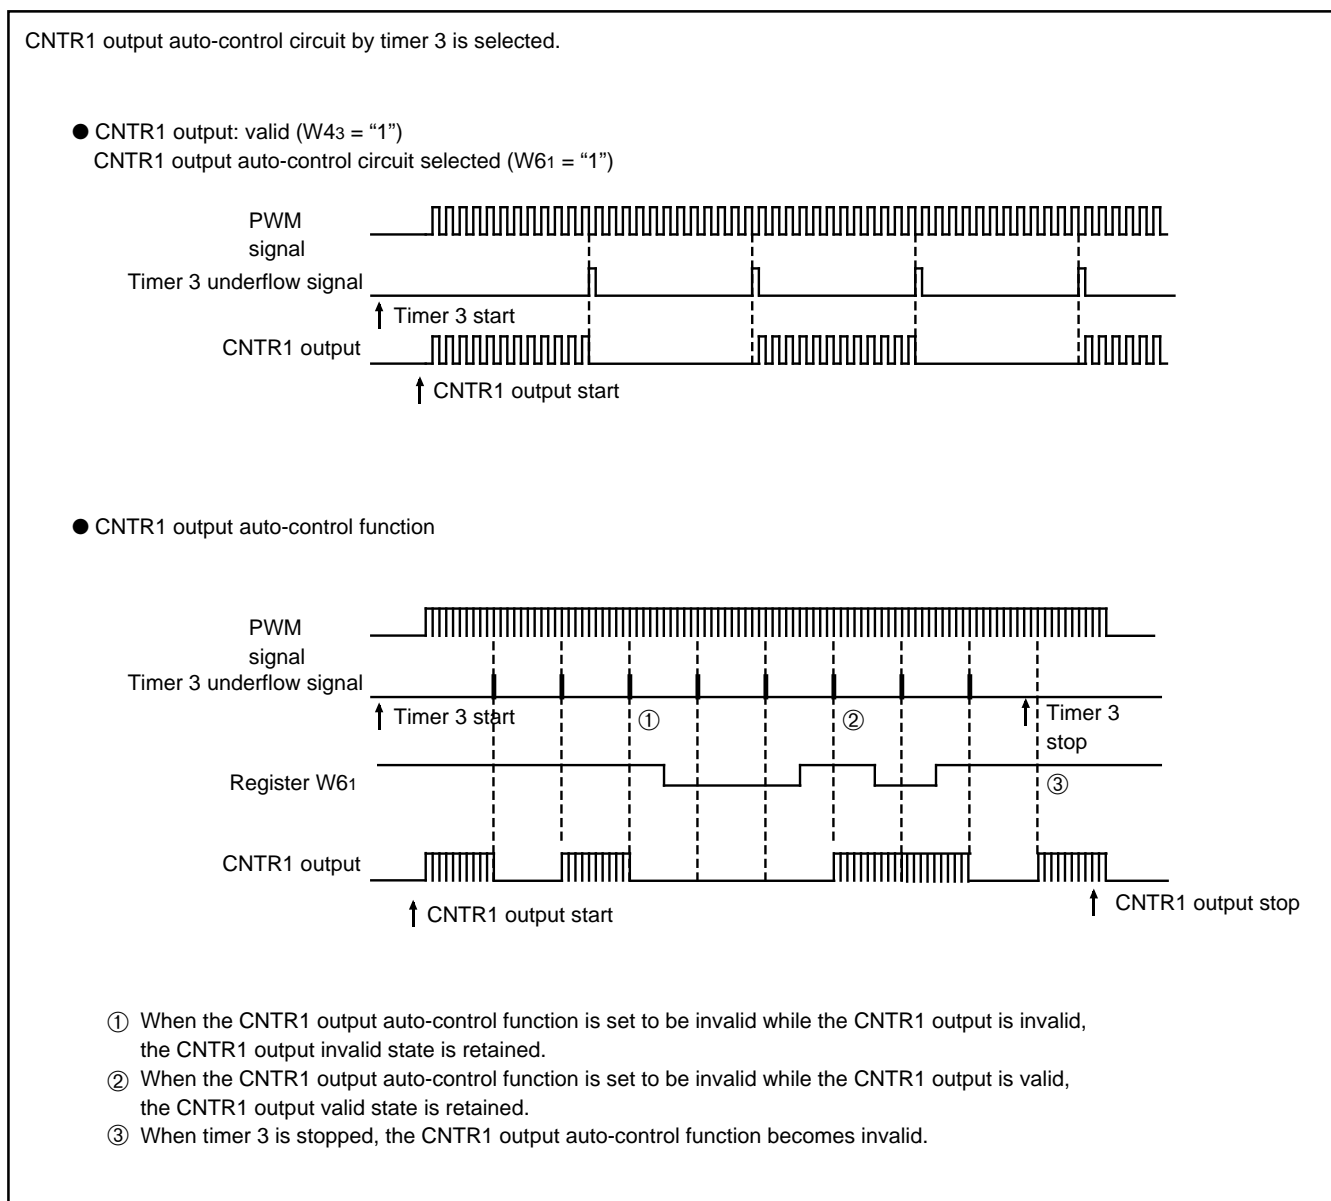 CNTR1 output auto-control circuit by timer 3 is selected.
● CNTR1 output: valid (W43 = “1”)
CNTR1 output auto-control circuit selected (W61 = “1”)
PWM
signal
Timer 3 underflow signal
Timer 3 start
CNTR1 output
CNTR1 output start
● CNTR1 output auto-control function
PWM
signal
Timer 3 underflow signal
Timer 3 start
①
②
Timer 3
stop
Register W61
③
CNTR1 output
CNTR1 output start
CNTR1 output stop
① When the CNTR1 output auto-control function is set to be invalid while the CNTR1 output is invalid,
the CNTR1 output invalid state is retained.
② When the CNTR1 output auto-control function is set to be invalid while the CNTR1 output is valid,
the CNTR1 output valid state is retained.
③ When timer 3 is stopped, the CNTR1 output auto-control function becomes invalid.